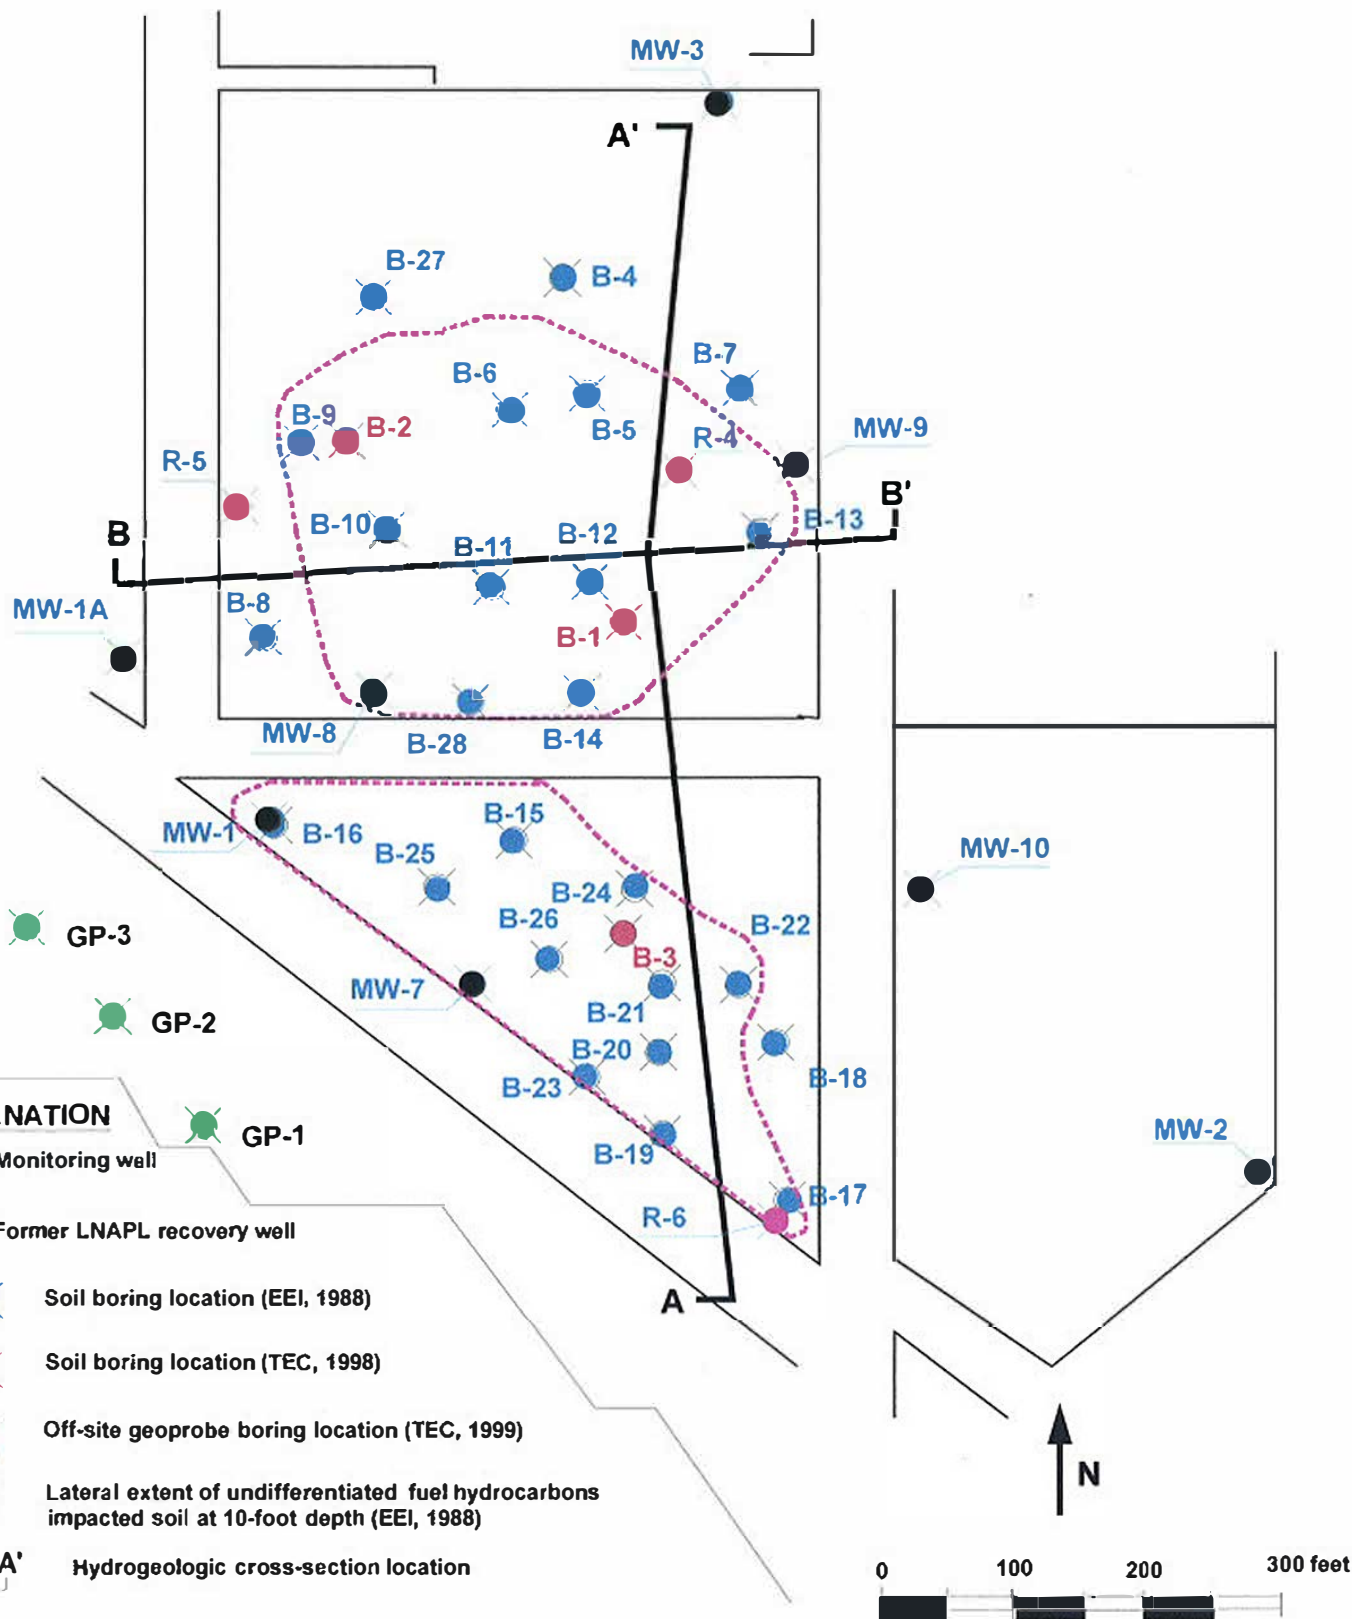 MW-3
A'
B-27
B-4
B-7
B-6
B-5
B-9
B-2
R-4
MW-9
R-5
B'
B-10
B-13
B
B-12
B-11
B-8
MW-1A
B-1
MW-8
B-28
B-14
B-15
MW-1
B-16
B-25
MW-10
B-24
B-26
B-22
GP-3
B-3
MW-7
B-21
GP-2
B-20
B-18
B-23
NATION
GP-1
MW-2
B-19
Monitoring well
B-17
R-6
Former LNAPL recovery well
Soil boring location (EEI, 1988)
A
Soil boring location (TEC, 1998)
Off-site geoprobe boring location (TEC, 1999)
N
Lateral extent of undifferentiated fuel hydrocarbons
impacted soil at 10-foot depth (EEI, 1988)
A'
Hydrogeologic cross-section location
0 100 200 300 feet